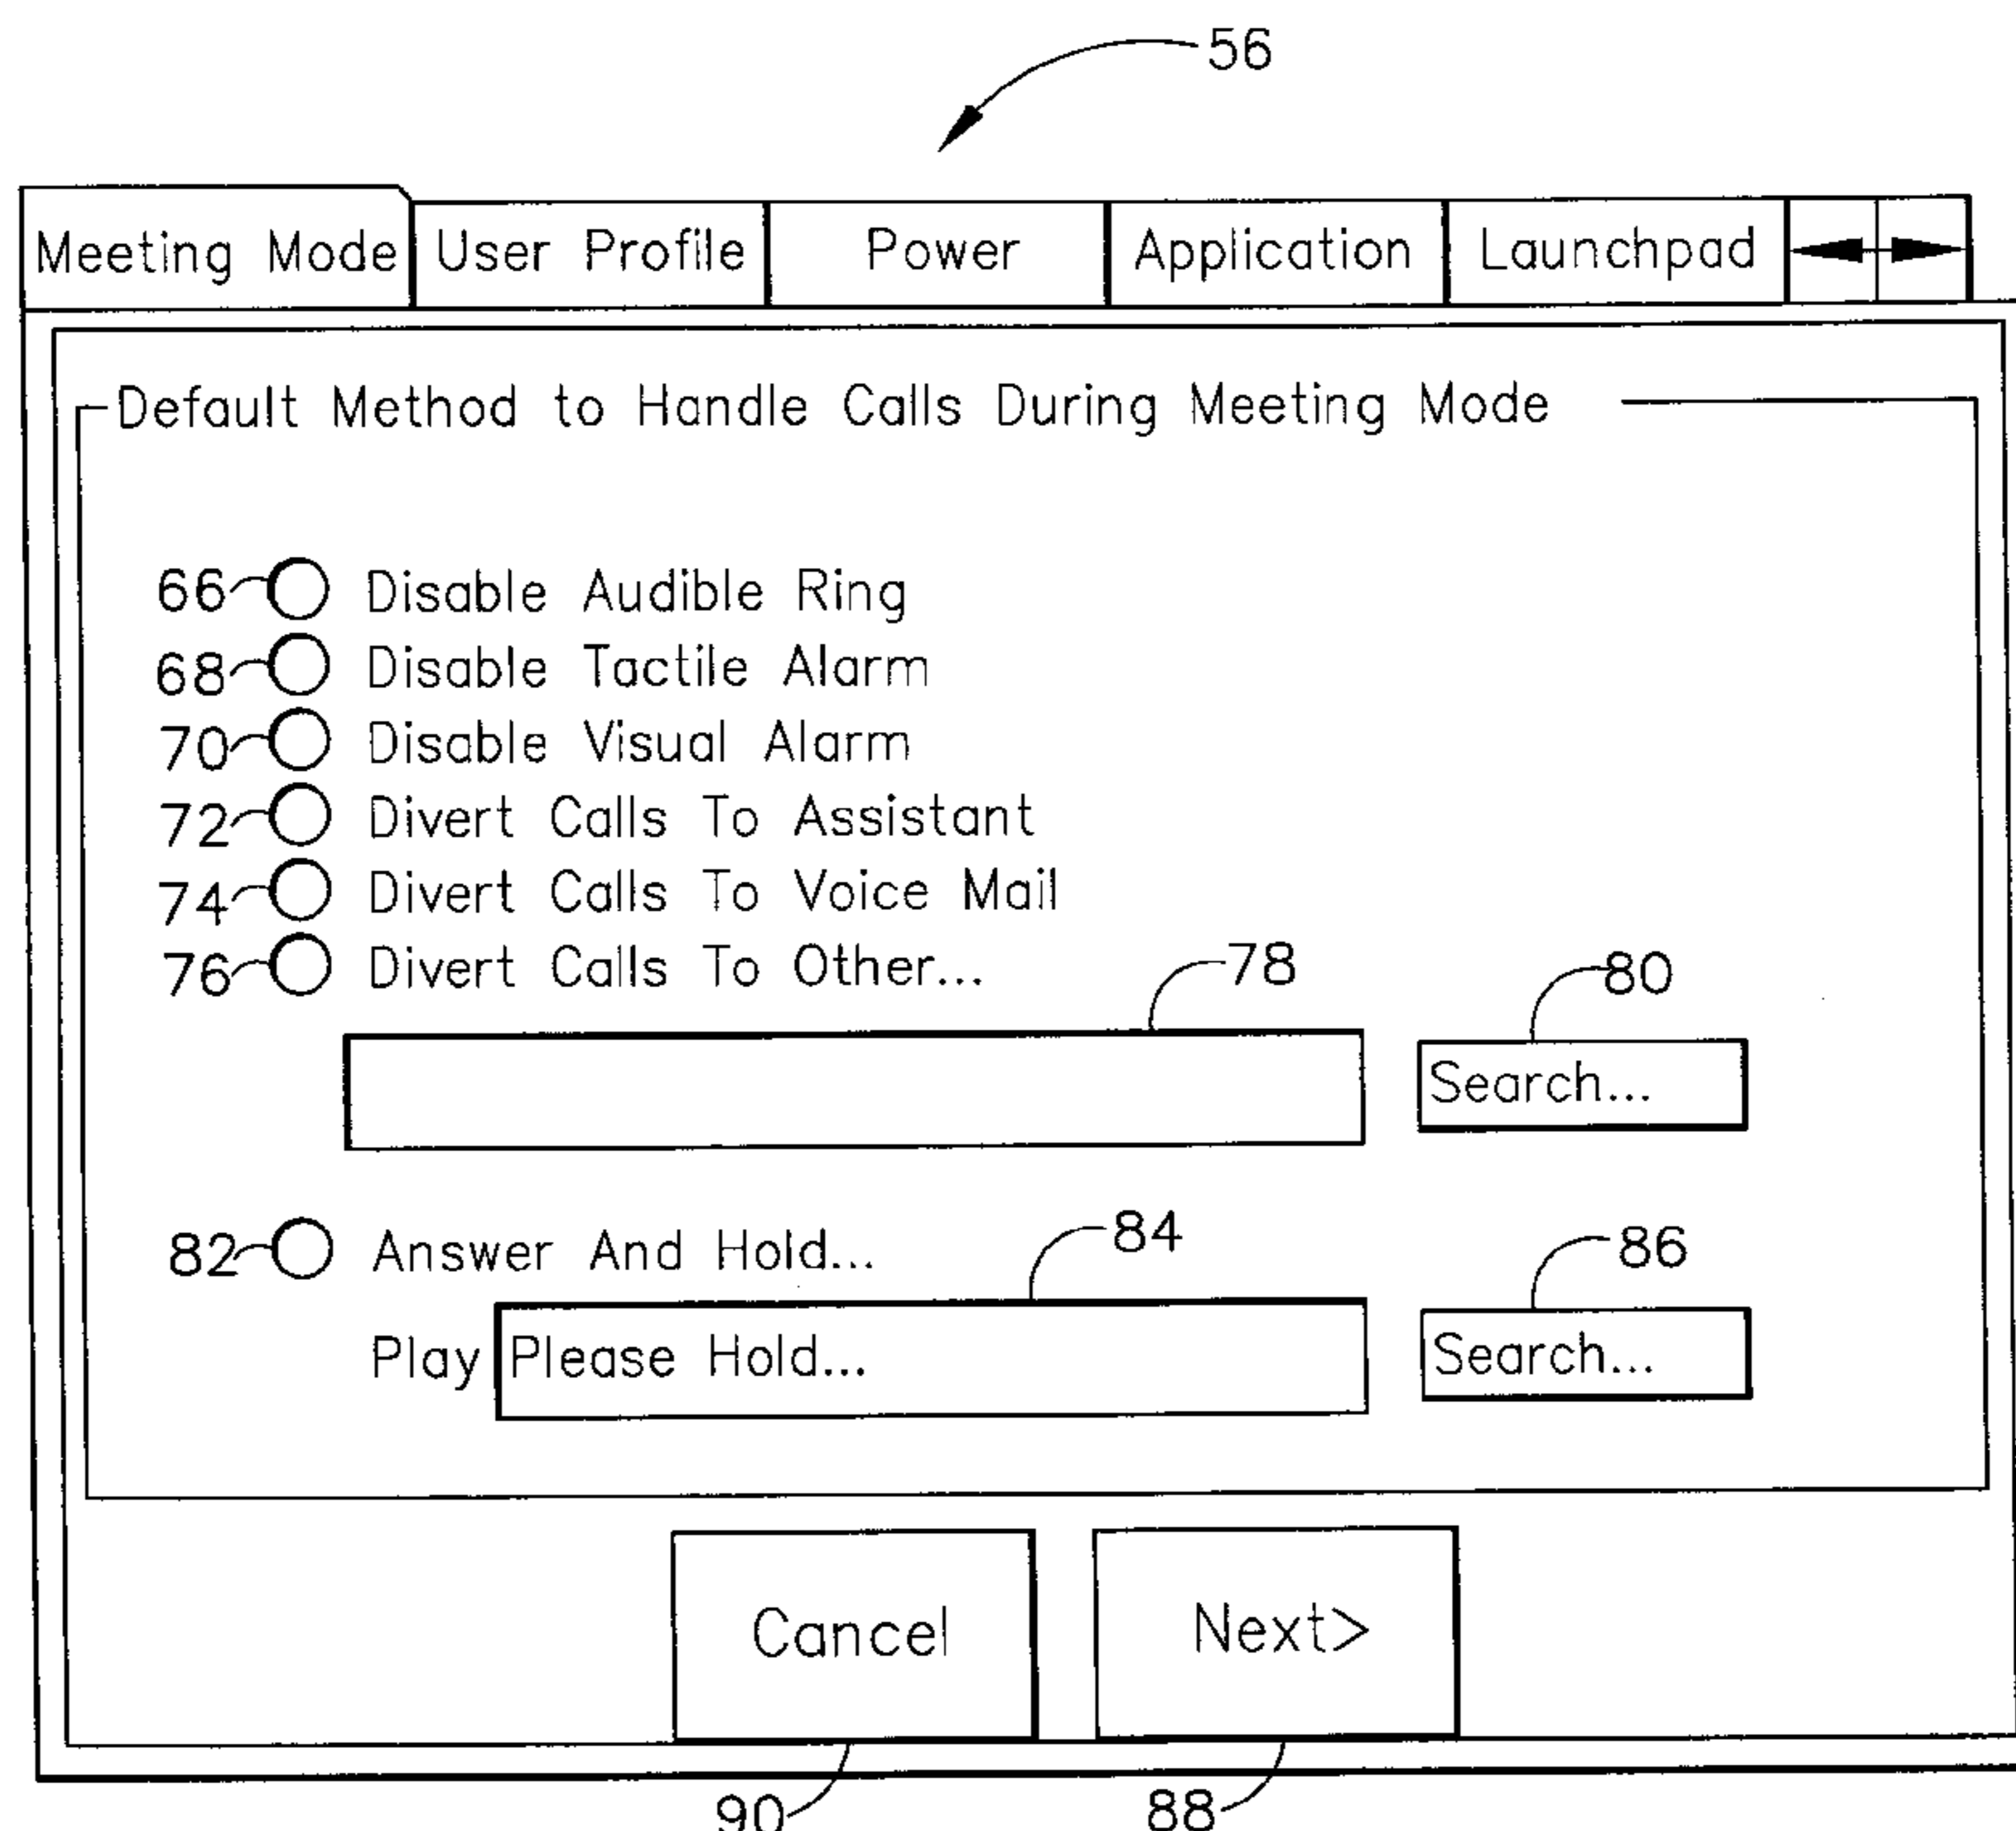 56
Meeting Mode User Profile Power Application Launchpad
Default Method to Handle Calls During Meeting Mode
66 Disable Audible Ring
68 Disable Tactile Alarm
70 Disable Visual Alarm
72 Divert Calls To Assistant
74 Divert Calls To Voice Mail
76 Divert Calls To Other...
78 80
Search...
82 Answer And Hold... 84 86
Play Please Hold... Search...
Cancel Next>
90 88